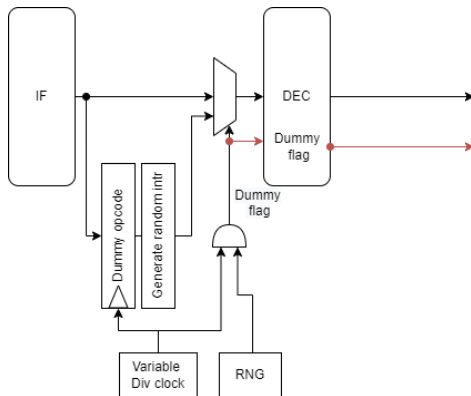 IF
DEC
Dummy
flag
Dummy
flag
Dummy opcode
Generate random intr
Variable
Div clock
RNG